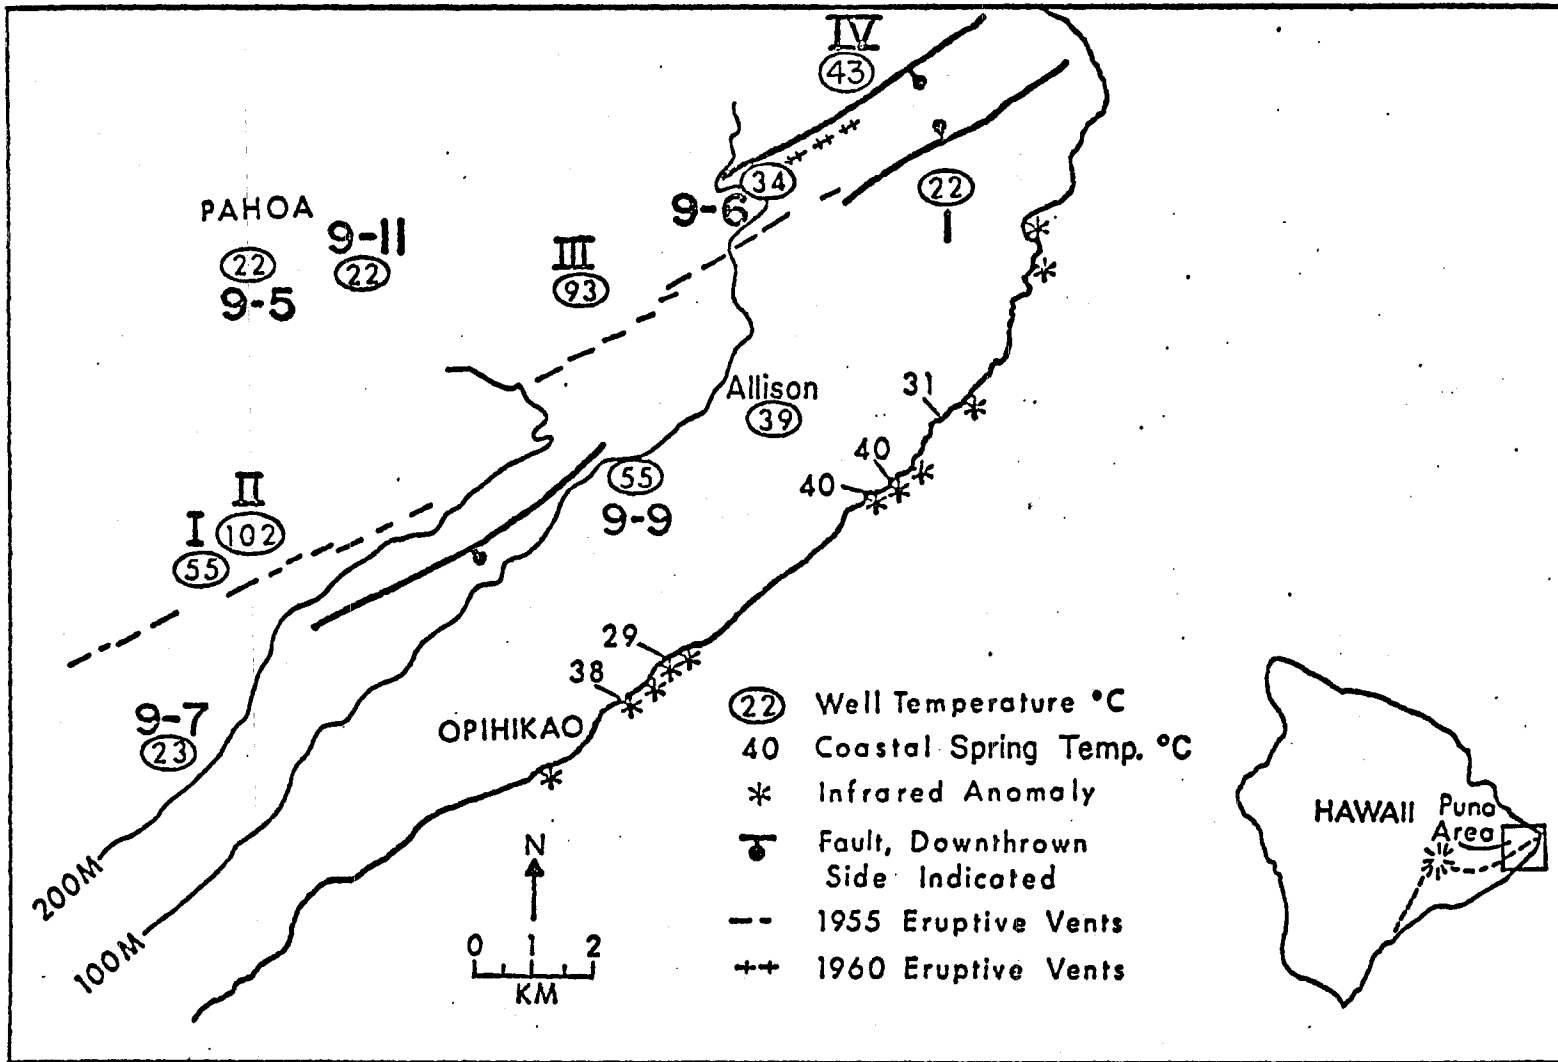 IV
43
34
9-6
22
I
PAHOA
22
9-5
9-11
22
III
93
Allison
39
31
40
40
II
102
I
55
55
9-9
29
38
9-7
23
OPIHIKAO
200M
100M
N
0 1 2
KM
22 Well Temperature °C
40 Coastal Spring Temp. °C
Infrared Anomaly
Fault, Downthrown
Side Indicated
1955 Eruptive Vents
1960 Eruptive Vents
HAWAII
Puna
Area